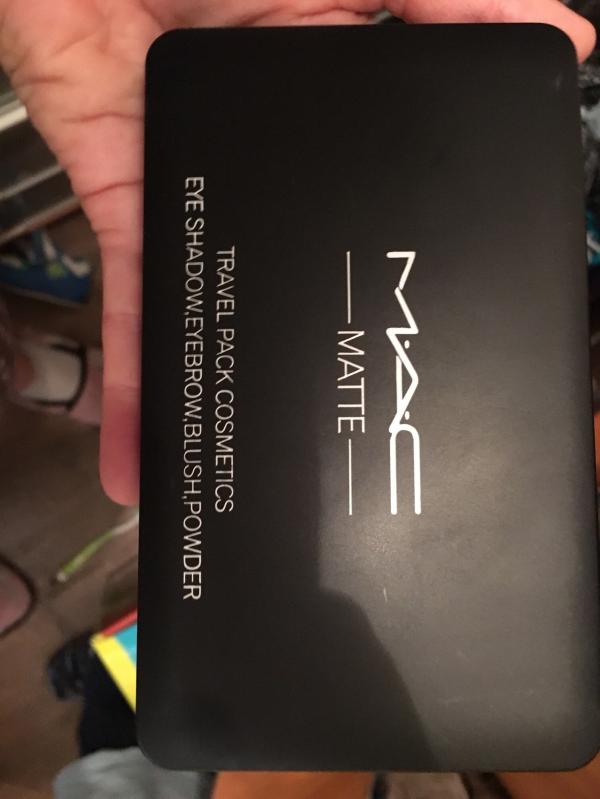 MAC
MATTE
TRAVEL PACK COSMETICS
EYE SHADOW,EYEBROW,BLUSH,POWDER